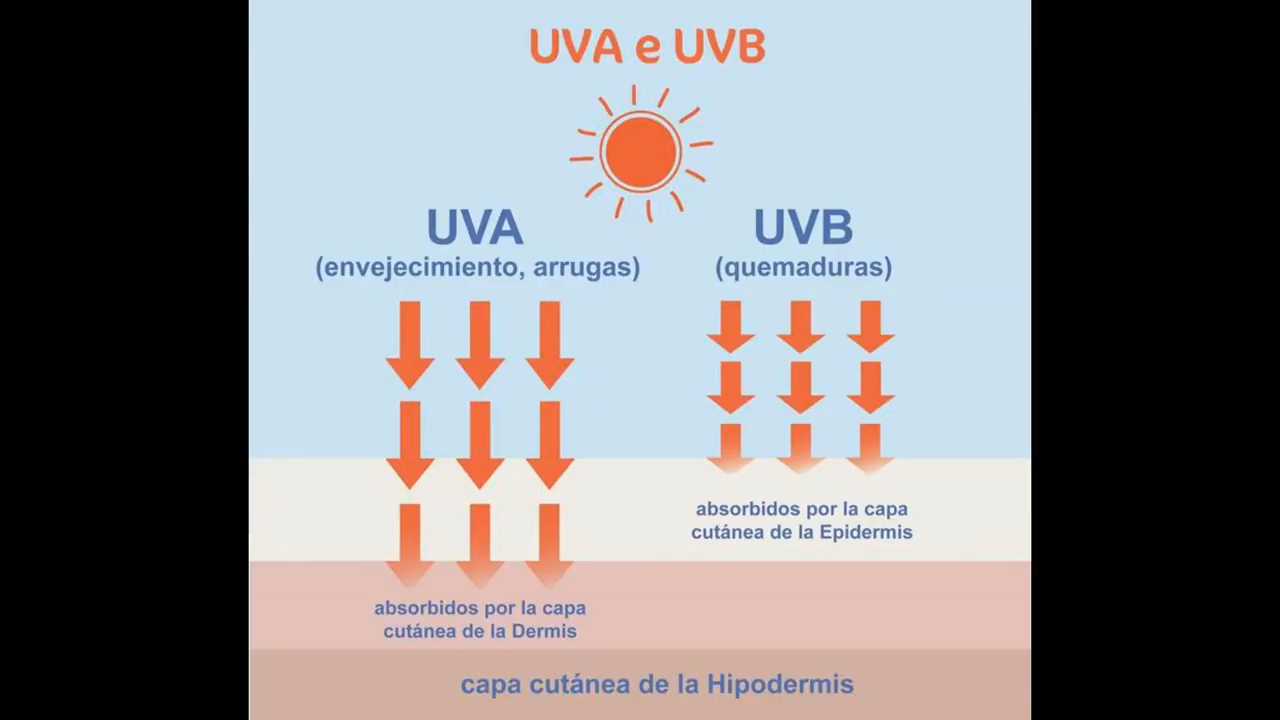 UVA e UVB
UVA
(envejecimiento, arrugas)
UVB
(quemaduras)
absorbidos por la capa
cutánea de la Epidermis
absorbidos por la capa
cutánea de la Dermis
capa cutánea de la Hipodermis